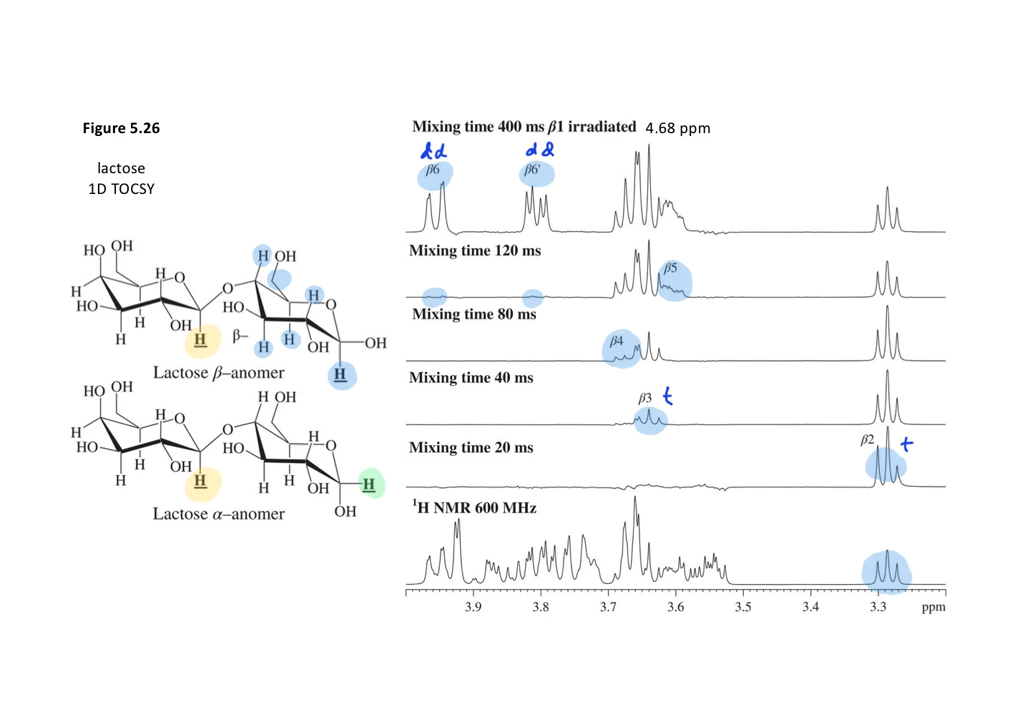 Figure 5.26
lactose
1D TOCSY
Mixing time 400 ms β1 irradiated 4.68 ppm
dd
dd
β6
β6'
Mixing time 120 ms
β5
Mixing time 80 ms
β4
Mixing time 40 ms
β3 t
Mixing time 20 ms
β2 t
¹H NMR 600 MHz
3.9 3.8 3.7 3.6 3.5 3.4 3.3 ppm
HO OH
H
HO
H
H
H
O
OH
H
O
H
OH
HO
H
O
β–
H
H
OH
OH
H
Lactose β–anomer
HO OH
H
HO
H
H
H
O
OH
H
O
H OH
HO
H
O
H
H
OH
H
OH
Lactose α–anomer